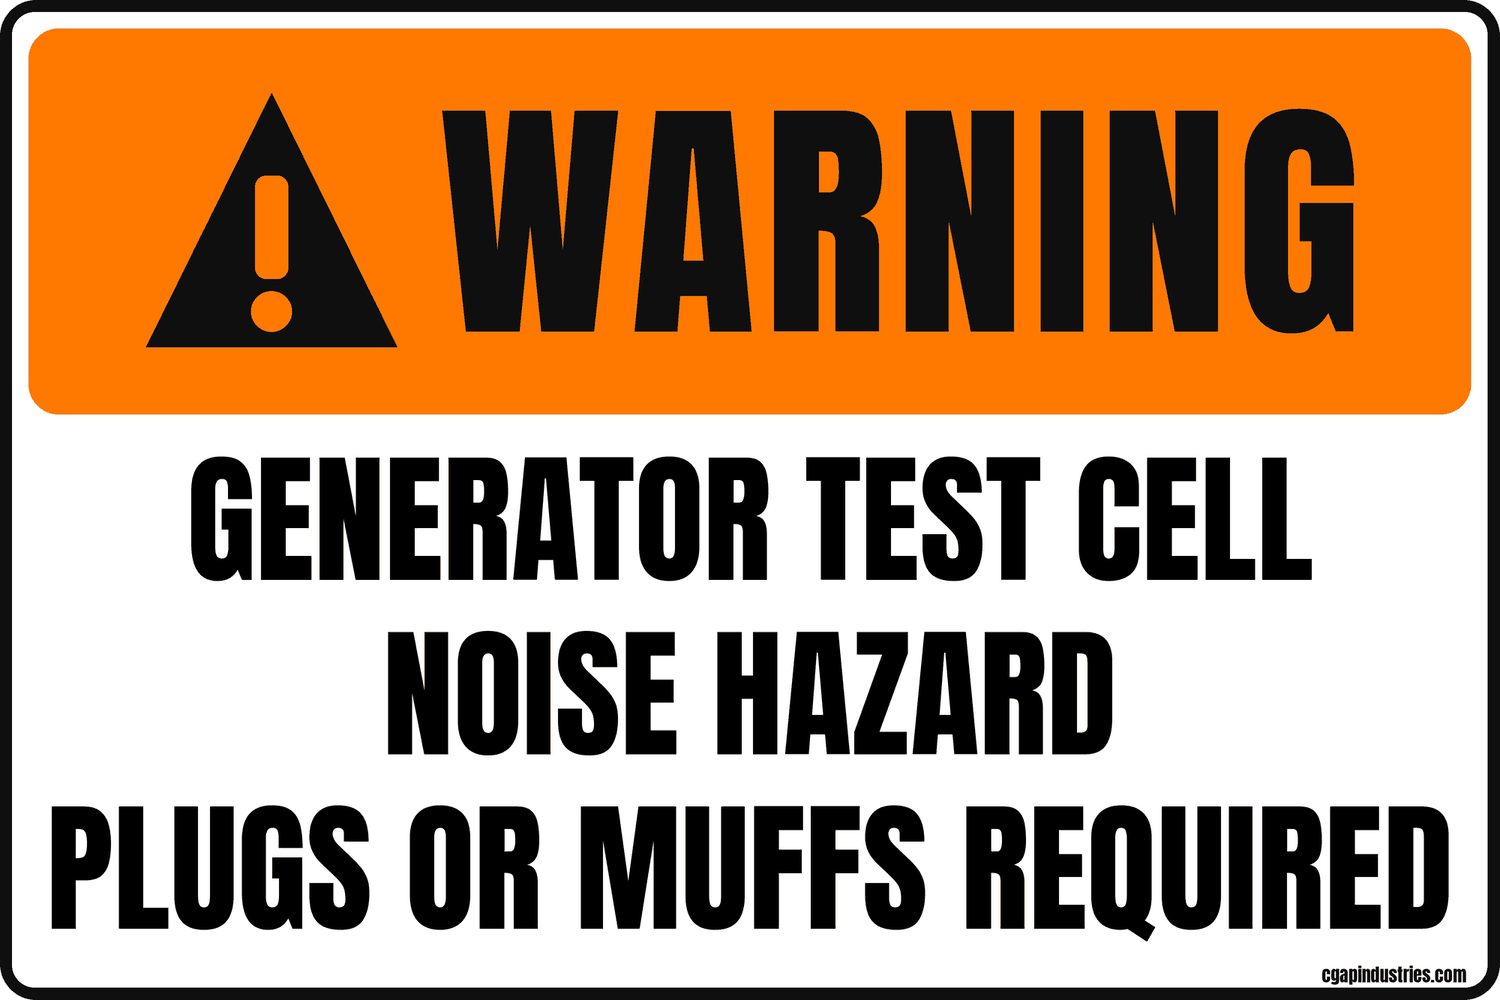 WARNING
GENERATOR TEST CELL
NOISE HAZARD
PLUGS OR MUFFS REQUIRED
cgapindustries.com